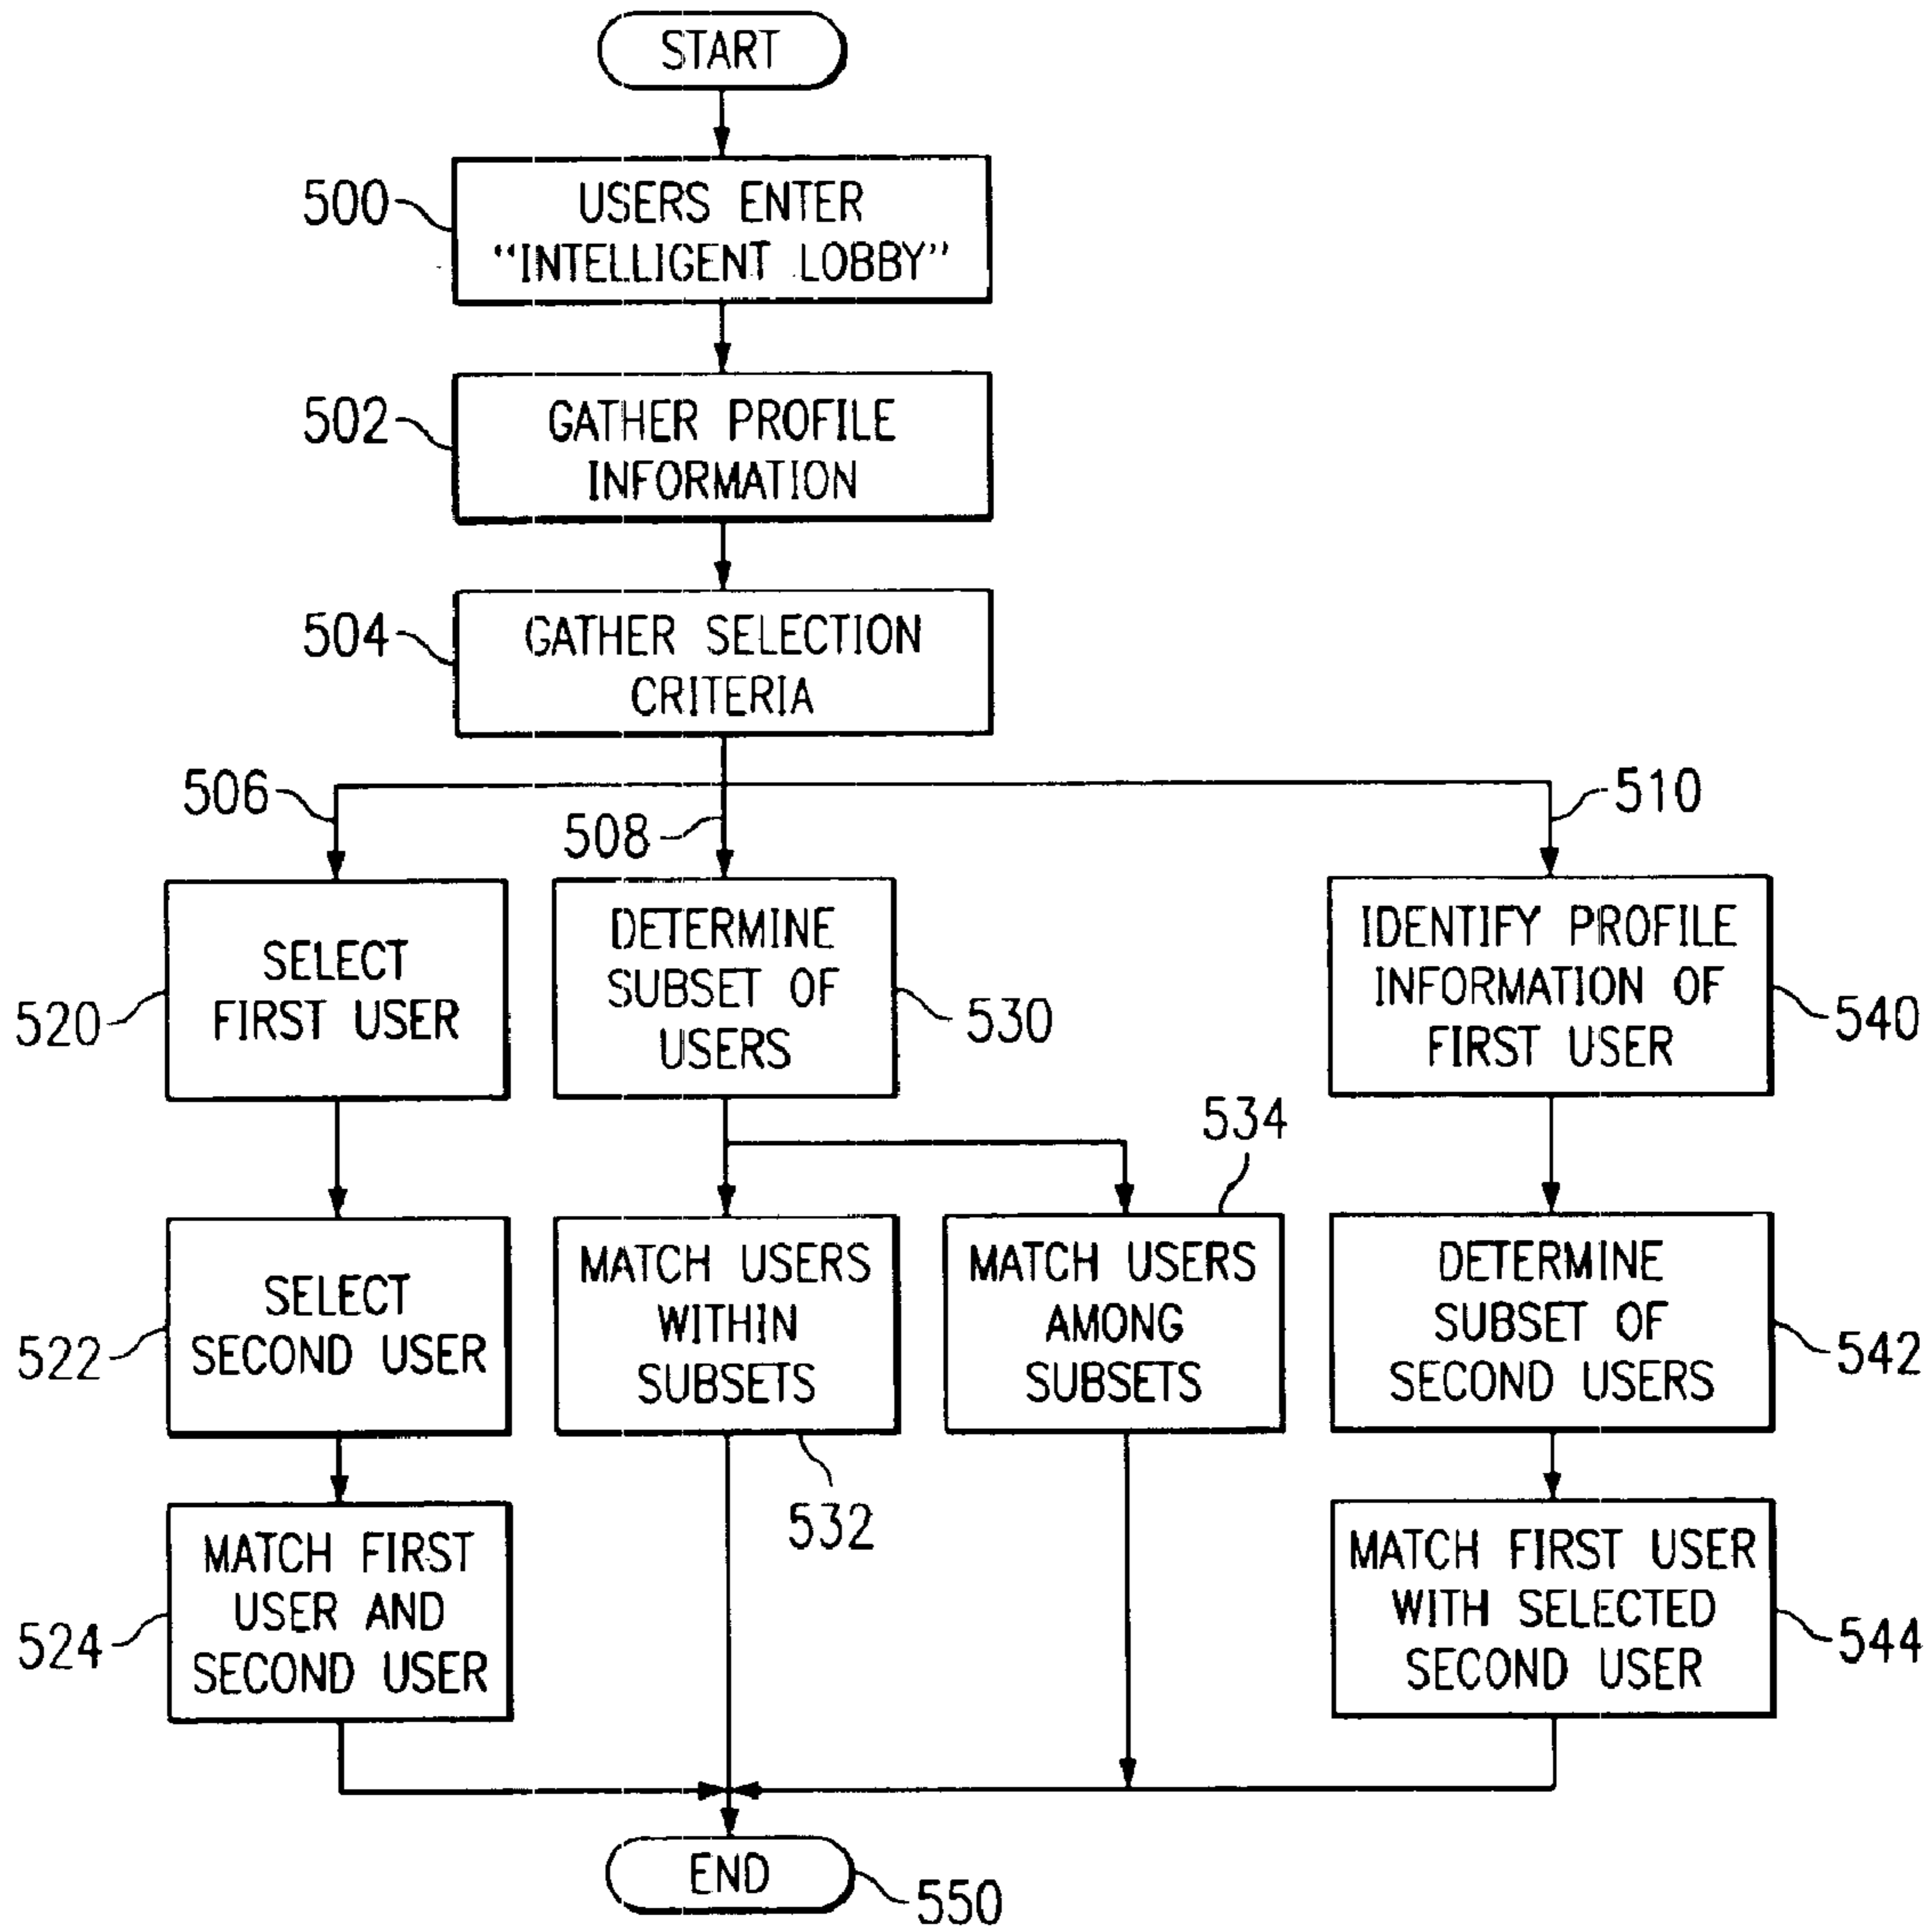 START
500
USERS ENTER
“INTELLIGENT LOBBY”
502
GATHER PROFILE
INFORMATION
504
GATHER SELECTION
CRITERIA
506
508
510
520
SELECT
FIRST USER
DETERMINE
SUBSET OF
USERS
530
IDENTIFY PROFILE
INFORMATION OF
FIRST USER
540
534
522
SELECT
SECOND USER
MATCH USERS
WITHIN
SUBSETS
532
MATCH USERS
AMONG
SUBSETS
DETERMINE
SUBSET OF
SECOND USERS
542
524
MATCH FIRST
USER AND
SECOND USER
MATCH FIRST USER
WITH SELECTED
SECOND USER
544
END
550